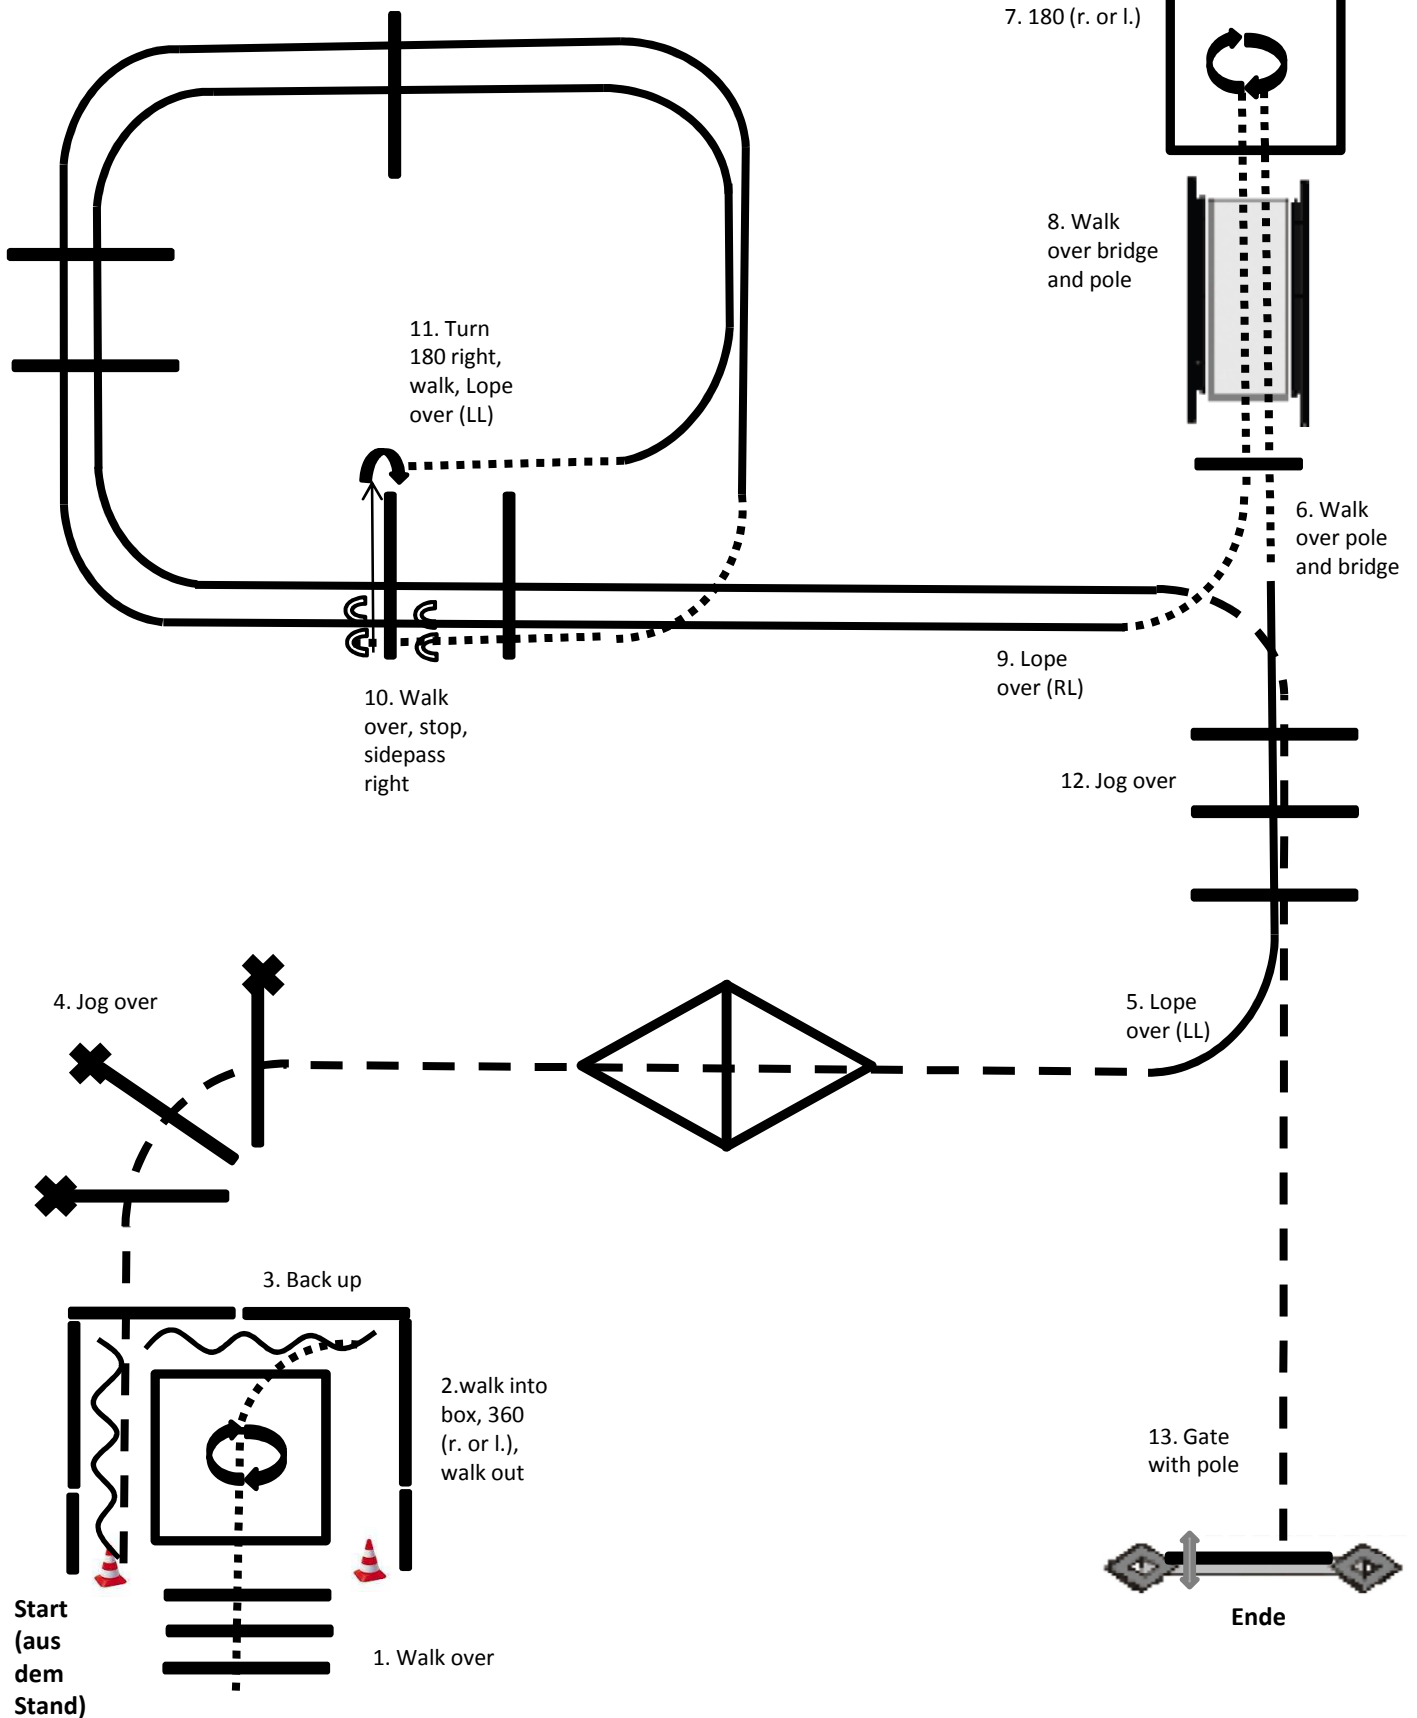 7. 180 (r. or l.)
8. Walk
over bridge
and pole
11. Turn
180 right,
walk, Lope
over (LL)
6. Walk
over pole
and bridge
9. Lope
over (RL)
10. Walk
over, stop,
sidepass
right
12. Jog over
4. Jog over
5. Lope
over (LL)
3. Back up
2.walk into
box, 360
(r. or l.),
walk out
13. Gate
with pole
Start
(aus
dem
Stand)
1. Walk over
Ende